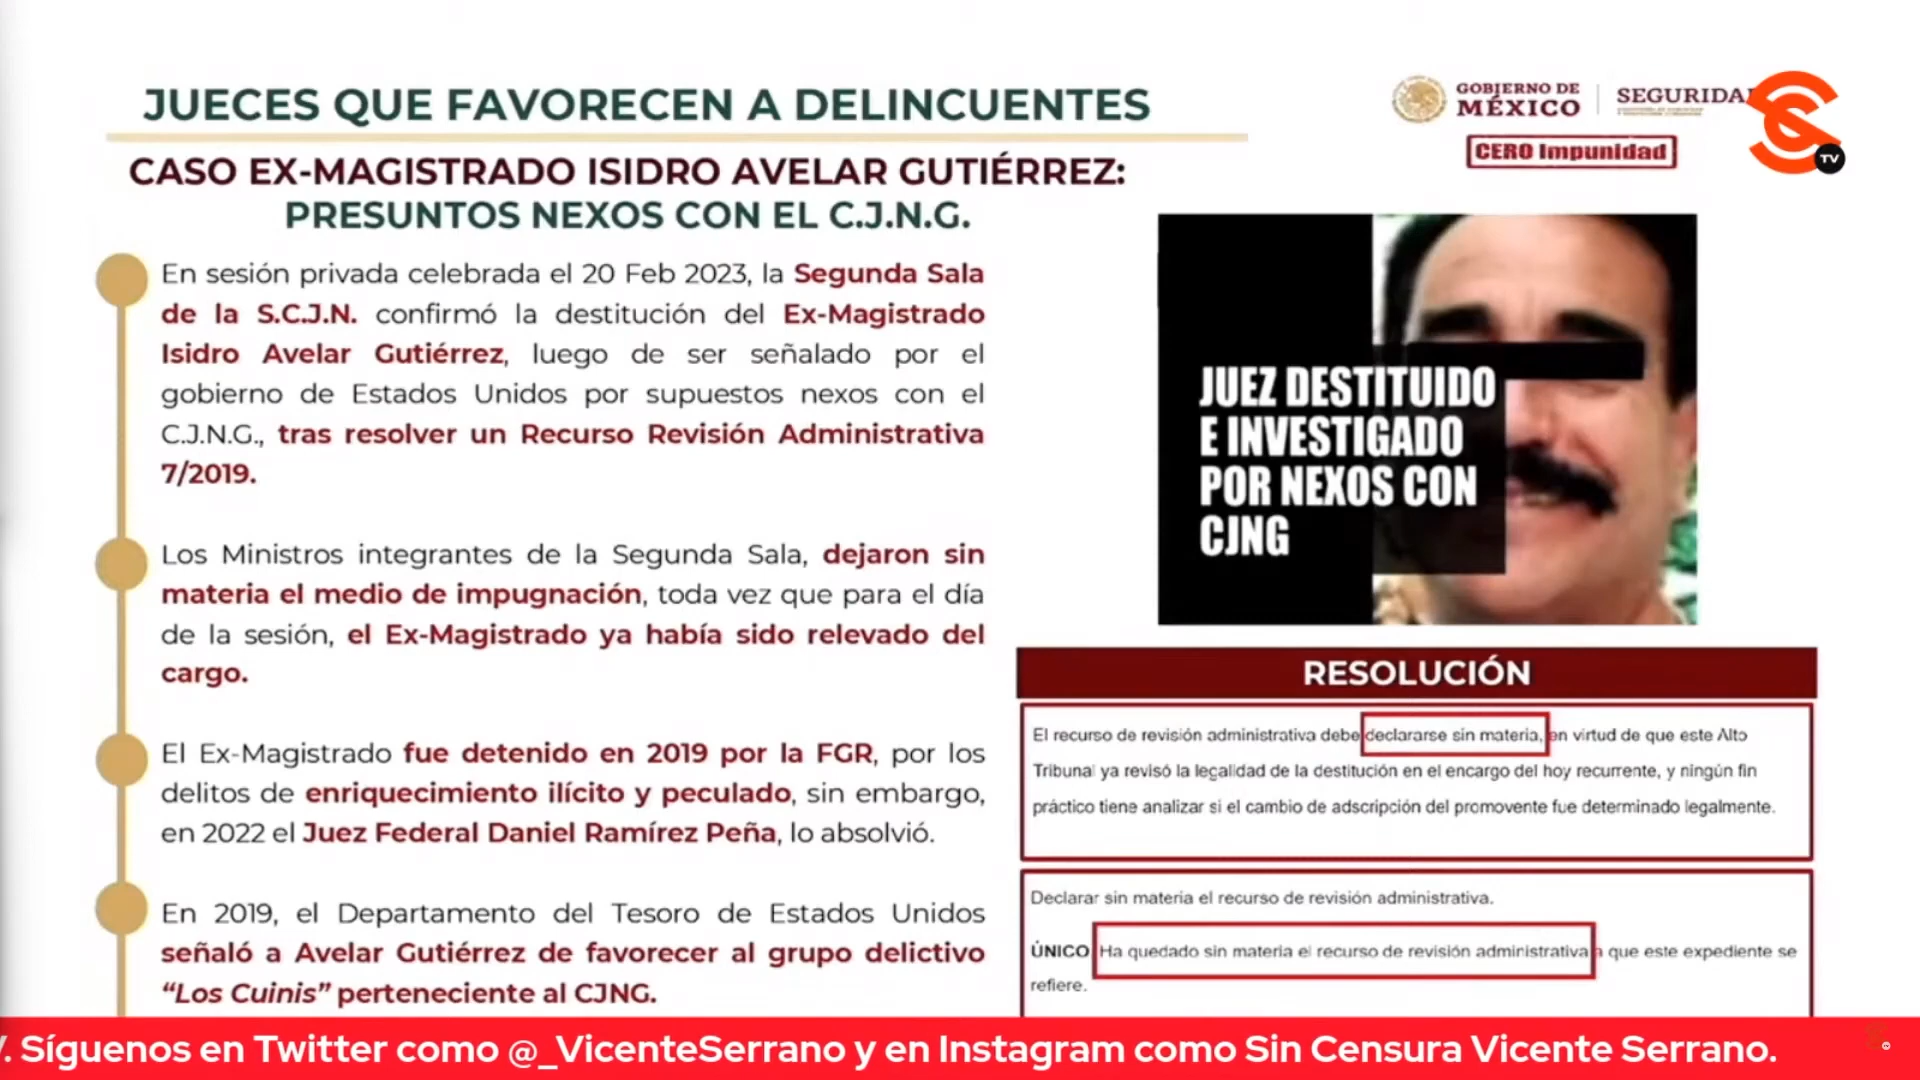 JUECES QUE FAVORECEN A DELINCUENTES
GOBIERNO DE
MÉXICO
SEGURIDA
CERO Impunidad
TV
CASO EX-MAGISTRADO ISIDRO AVELAR GUTIÉRREZ:
PRESUNTOS NEXOS CON EL C.J.N.G.
En sesión privada celebrada el 20 Feb 2023, la Segunda Sala
de la S.C.J.N. confirmó la destitución del Ex-Magistrado
Isidro Avelar Gutiérrez, luego de ser señalado por el
gobierno de Estados Unidos por supuestos nexos con el
C.J.N.G., tras resolver un Recurso Revisión Administrativa
7/2019.
Los Ministros integrantes de la Segunda Sala, dejaron sin
materia el medio de impugnación, toda vez que para el día
de la sesión, el Ex-Magistrado ya había sido relevado del
cargo.
El Ex-Magistrado fue detenido en 2019 por la FGR, por los
delitos de enriquecimiento ilícito y peculado, sin embargo,
en 2022 el Juez Federal Daniel Ramírez Peña, lo absolvió.
En 2019, el Departamento del Tesoro de Estados Unidos
señaló a Avelar Gutiérrez de favorecer al grupo delictivo
“Los Cuinis” perteneciente al CJNG.
JUEZ DESTITUIDO
E INVESTIGADO
POR NEXOS CON
CJNG
RESOLUCIÓN
El recurso de revisión administrativa debe declararse sin materia, en virtud de que este Alto
Tribunal ya revisó la legalidad de la destitución en el encargo del hoy recurrente, y ningún fin
práctico tiene analizar si el cambio de adscripción del promovente fue determinado legalmente.
Declarar sin materia el recurso de revisión administrativa.
ÚNICO Ha quedado sin materia el recurso de revisión administrativa a que este expediente se
refiere.
. Síguenos en Twitter como @_VicenteSerrano y en Instagram como Sin Censura Vicente Serrano.